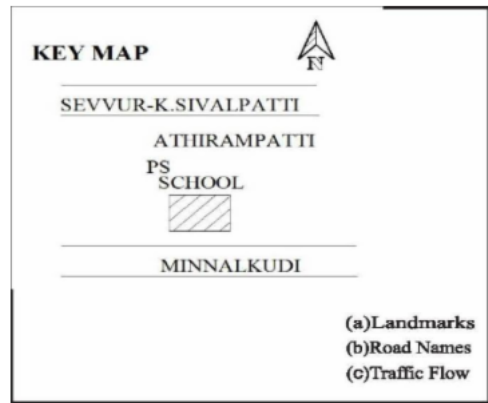 KEY MAP
N
SEVVUR-K.SIVALPATTI
ATHIRAMPATTI
PS
SCHOOL
MINNALKUDI
(a)Landmarks
(b)Road Names
(c)Traffic Flow